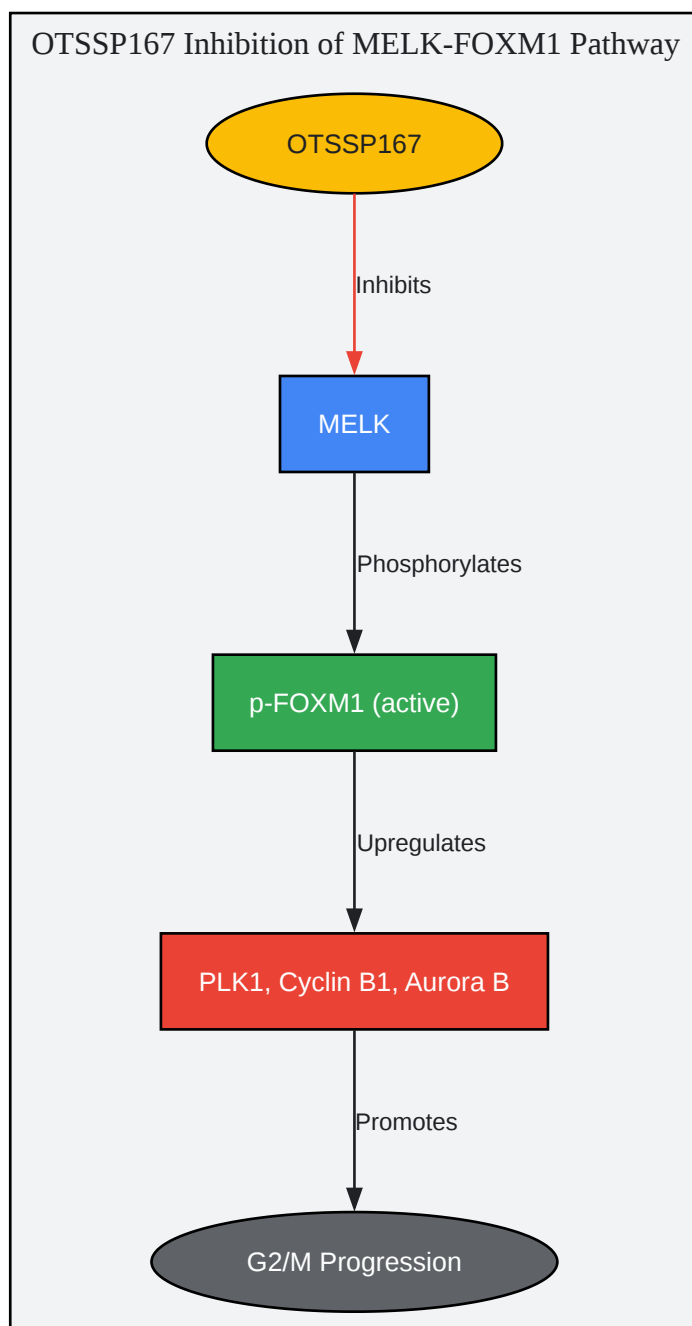 OTSSP167 Inhibition of MELK-FOXM1 Pathway
OTSSP167
Inhibits
MELK
Phosphorylates
p-FOXM1 (active)
Upregulates
PLK1, Cyclin B1, Aurora B
Promotes
G2/M Progression